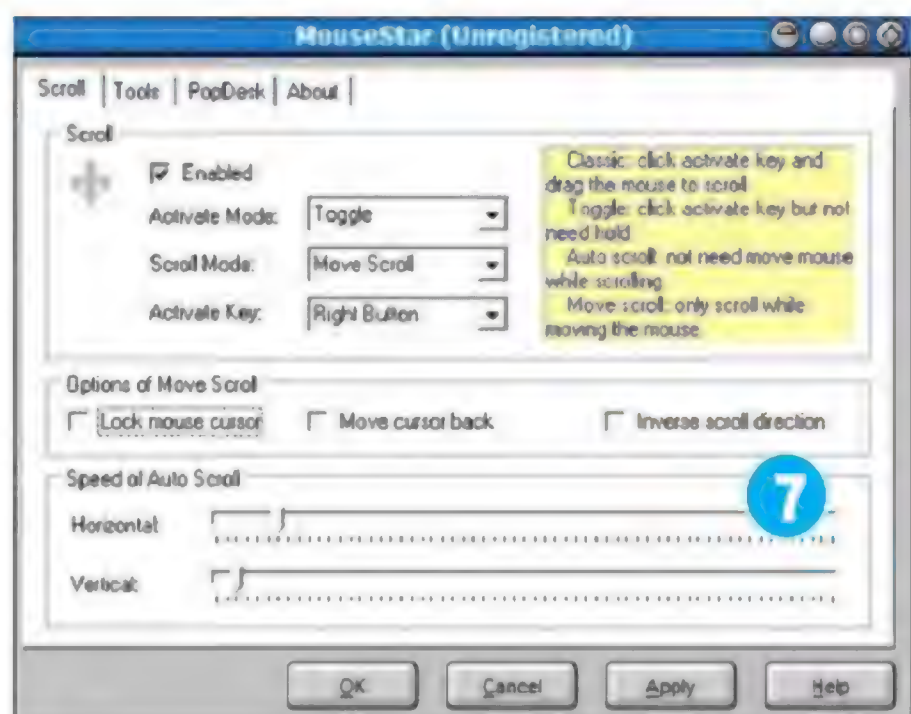 MouseStar (Unregistered)
Scroll Tools PopDesk About
Scroll
Enabled
Activate Mode: Toggle
Scroll Mode: Move Scroll
Activate Key: Right Button
Classic: click activate key and
drag the mouse to scroll
Toggle: click activate key but not
need hold
Auto scroll: not need move mouse
while scrolling
Move scroll: only scroll while
moving the mouse
Options of Move Scroll
Lock mouse cursor Move cursor back Inverse scroll direction
Speed of Auto Scroll
7
Horizontal:
Vertical:
OK Cancel Apply Help